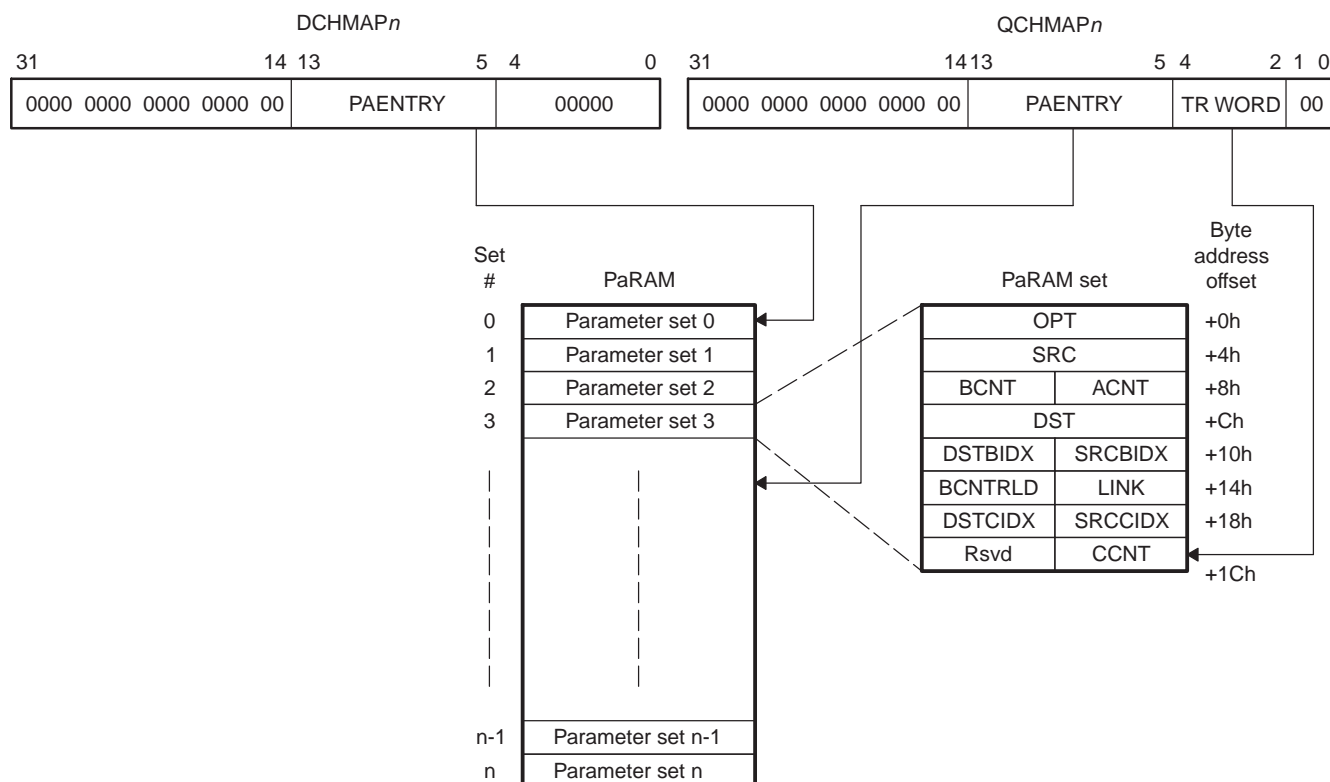 DCHMAPn
QCHMAPn
31 14 13 5 4 0
31 14 13 5 4 2 1 0
0000 0000 0000 0000 00 PAENTRY 00000
0000 0000 0000 0000 00 PAENTRY TR WORD 00
Set
#
PaRAM
PaRAM set
Byte
address
offset
0 Parameter set 0
1 Parameter set 1
2 Parameter set 2
3 Parameter set 3
n-1 Parameter set n-1
n Parameter set n
OPT +0h
SRC +4h
BCNT ACNT +8h
DST +Ch
DSTBIDX SRCBIDX +10h
BCNTRLD LINK +14h
DSTCIDX SRCCIDX +18h
Rsvd CCNT +1Ch